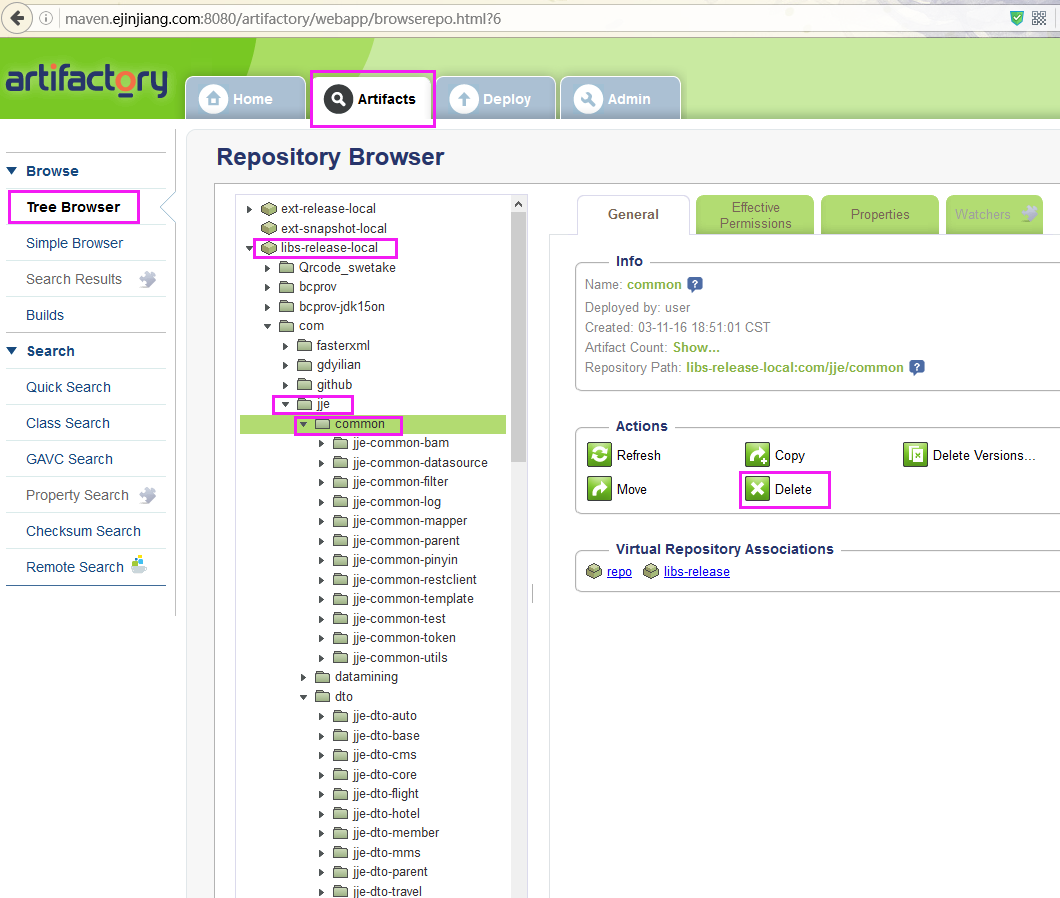 maven.ejinjiang.com:8080/artifactory/webapp/browserepo.html?6
artifactory
Home
Artifacts
Deploy
Admin
Browse
Tree Browser
Simple Browser
Search Results
Builds
Search
Quick Search
Class Search
GAVC Search
Property Search
Checksum Search
Remote Search
Repository Browser
ext-release-local
ext-snapshot-local
libs-release-local
Qrcode_swetake
bcprov
bcprov-jdk15on
com
fasterxml
gdyilian
github
jje
common
jje-common-bam
jje-common-datasource
jje-common-filter
jje-common-log
jje-common-mapper
jje-common-parent
jje-common-pinyin
jje-common-restclient
jje-common-template
jje-common-test
jje-common-token
jje-common-utils
datamining
dto
jje-dto-auto
jje-dto-base
jje-dto-cms
jje-dto-core
jje-dto-flight
jje-dto-hotel
jje-dto-member
jje-dto-mms
jje-dto-parent
jje-dto-travel
General
Effective
Permissions
Properties
Watchers
Info
Name: common ?
Deployed by: user
Created: 03-11-16 18:51:01 CST
Artifact Count: Show...
Repository Path: libs-release-local:com/jje/common ?
Actions
Refresh
Copy
Delete Versions...
Move
Delete
Virtual Repository Associations
repo
libs-release